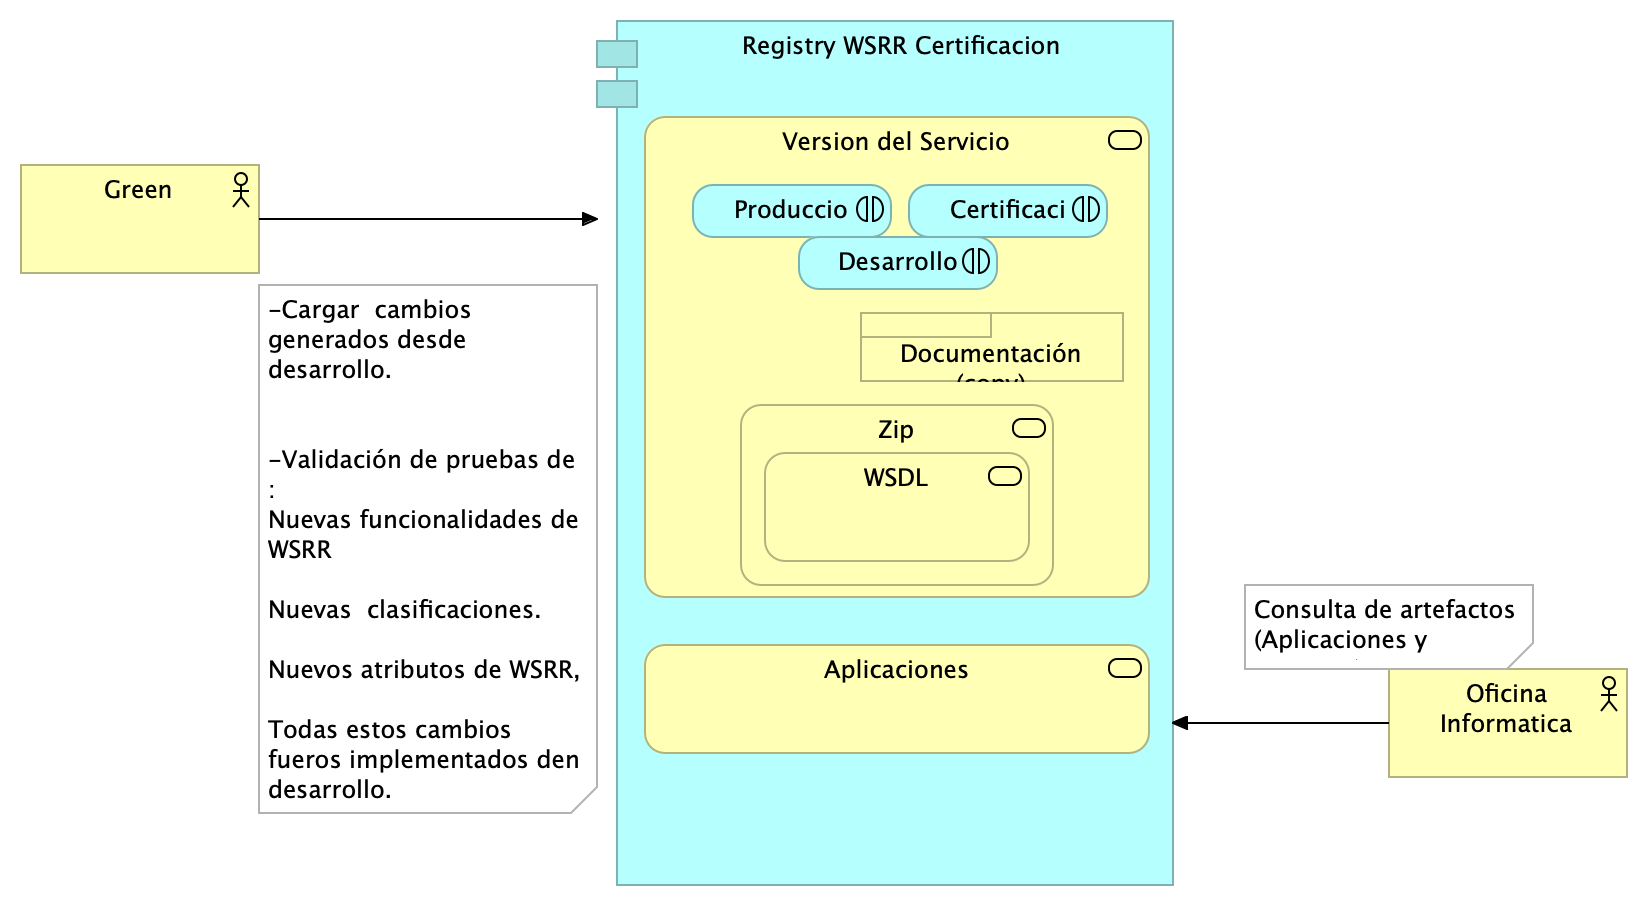 Registry WSRR Certificacion
Version del Servicio
Green
Produccio
Certificaci
Desarrollo
-Cargar  cambios
generados desde
desarrollo.
Documentación
Zip
-Validación de pruebas de
:
WSDL
Nuevas funcionalidades de
WSRR
Nuevas  clasificaciones.
Nuevos atributos de WSRR,
Todas estos cambios
fueros implementados den
desarrollo.
Consulta de artefactos
(Aplicaciones y
Aplicaciones
Oficina
Informatica